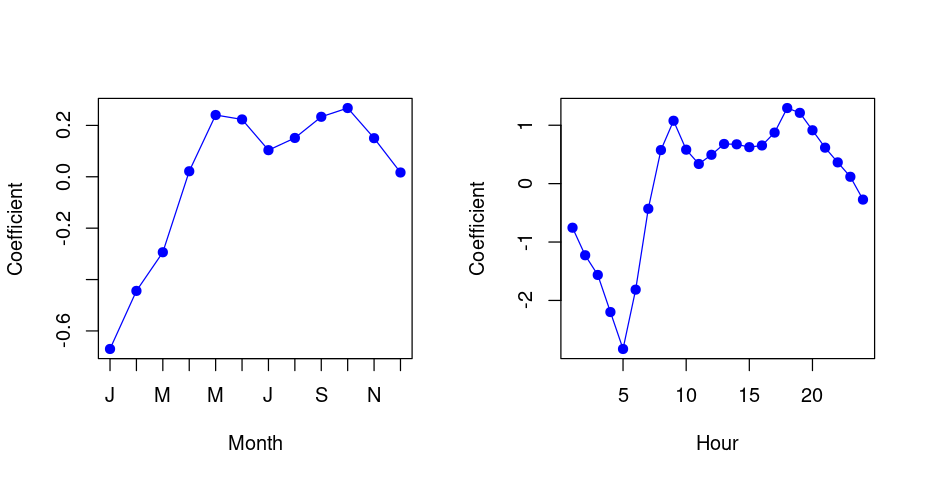 Coefficient
0.2
0.0
-0.2
-0.6
J M M J S N
Month
Coefficient
1
0
-1
-2
5 10 15 20
Hour